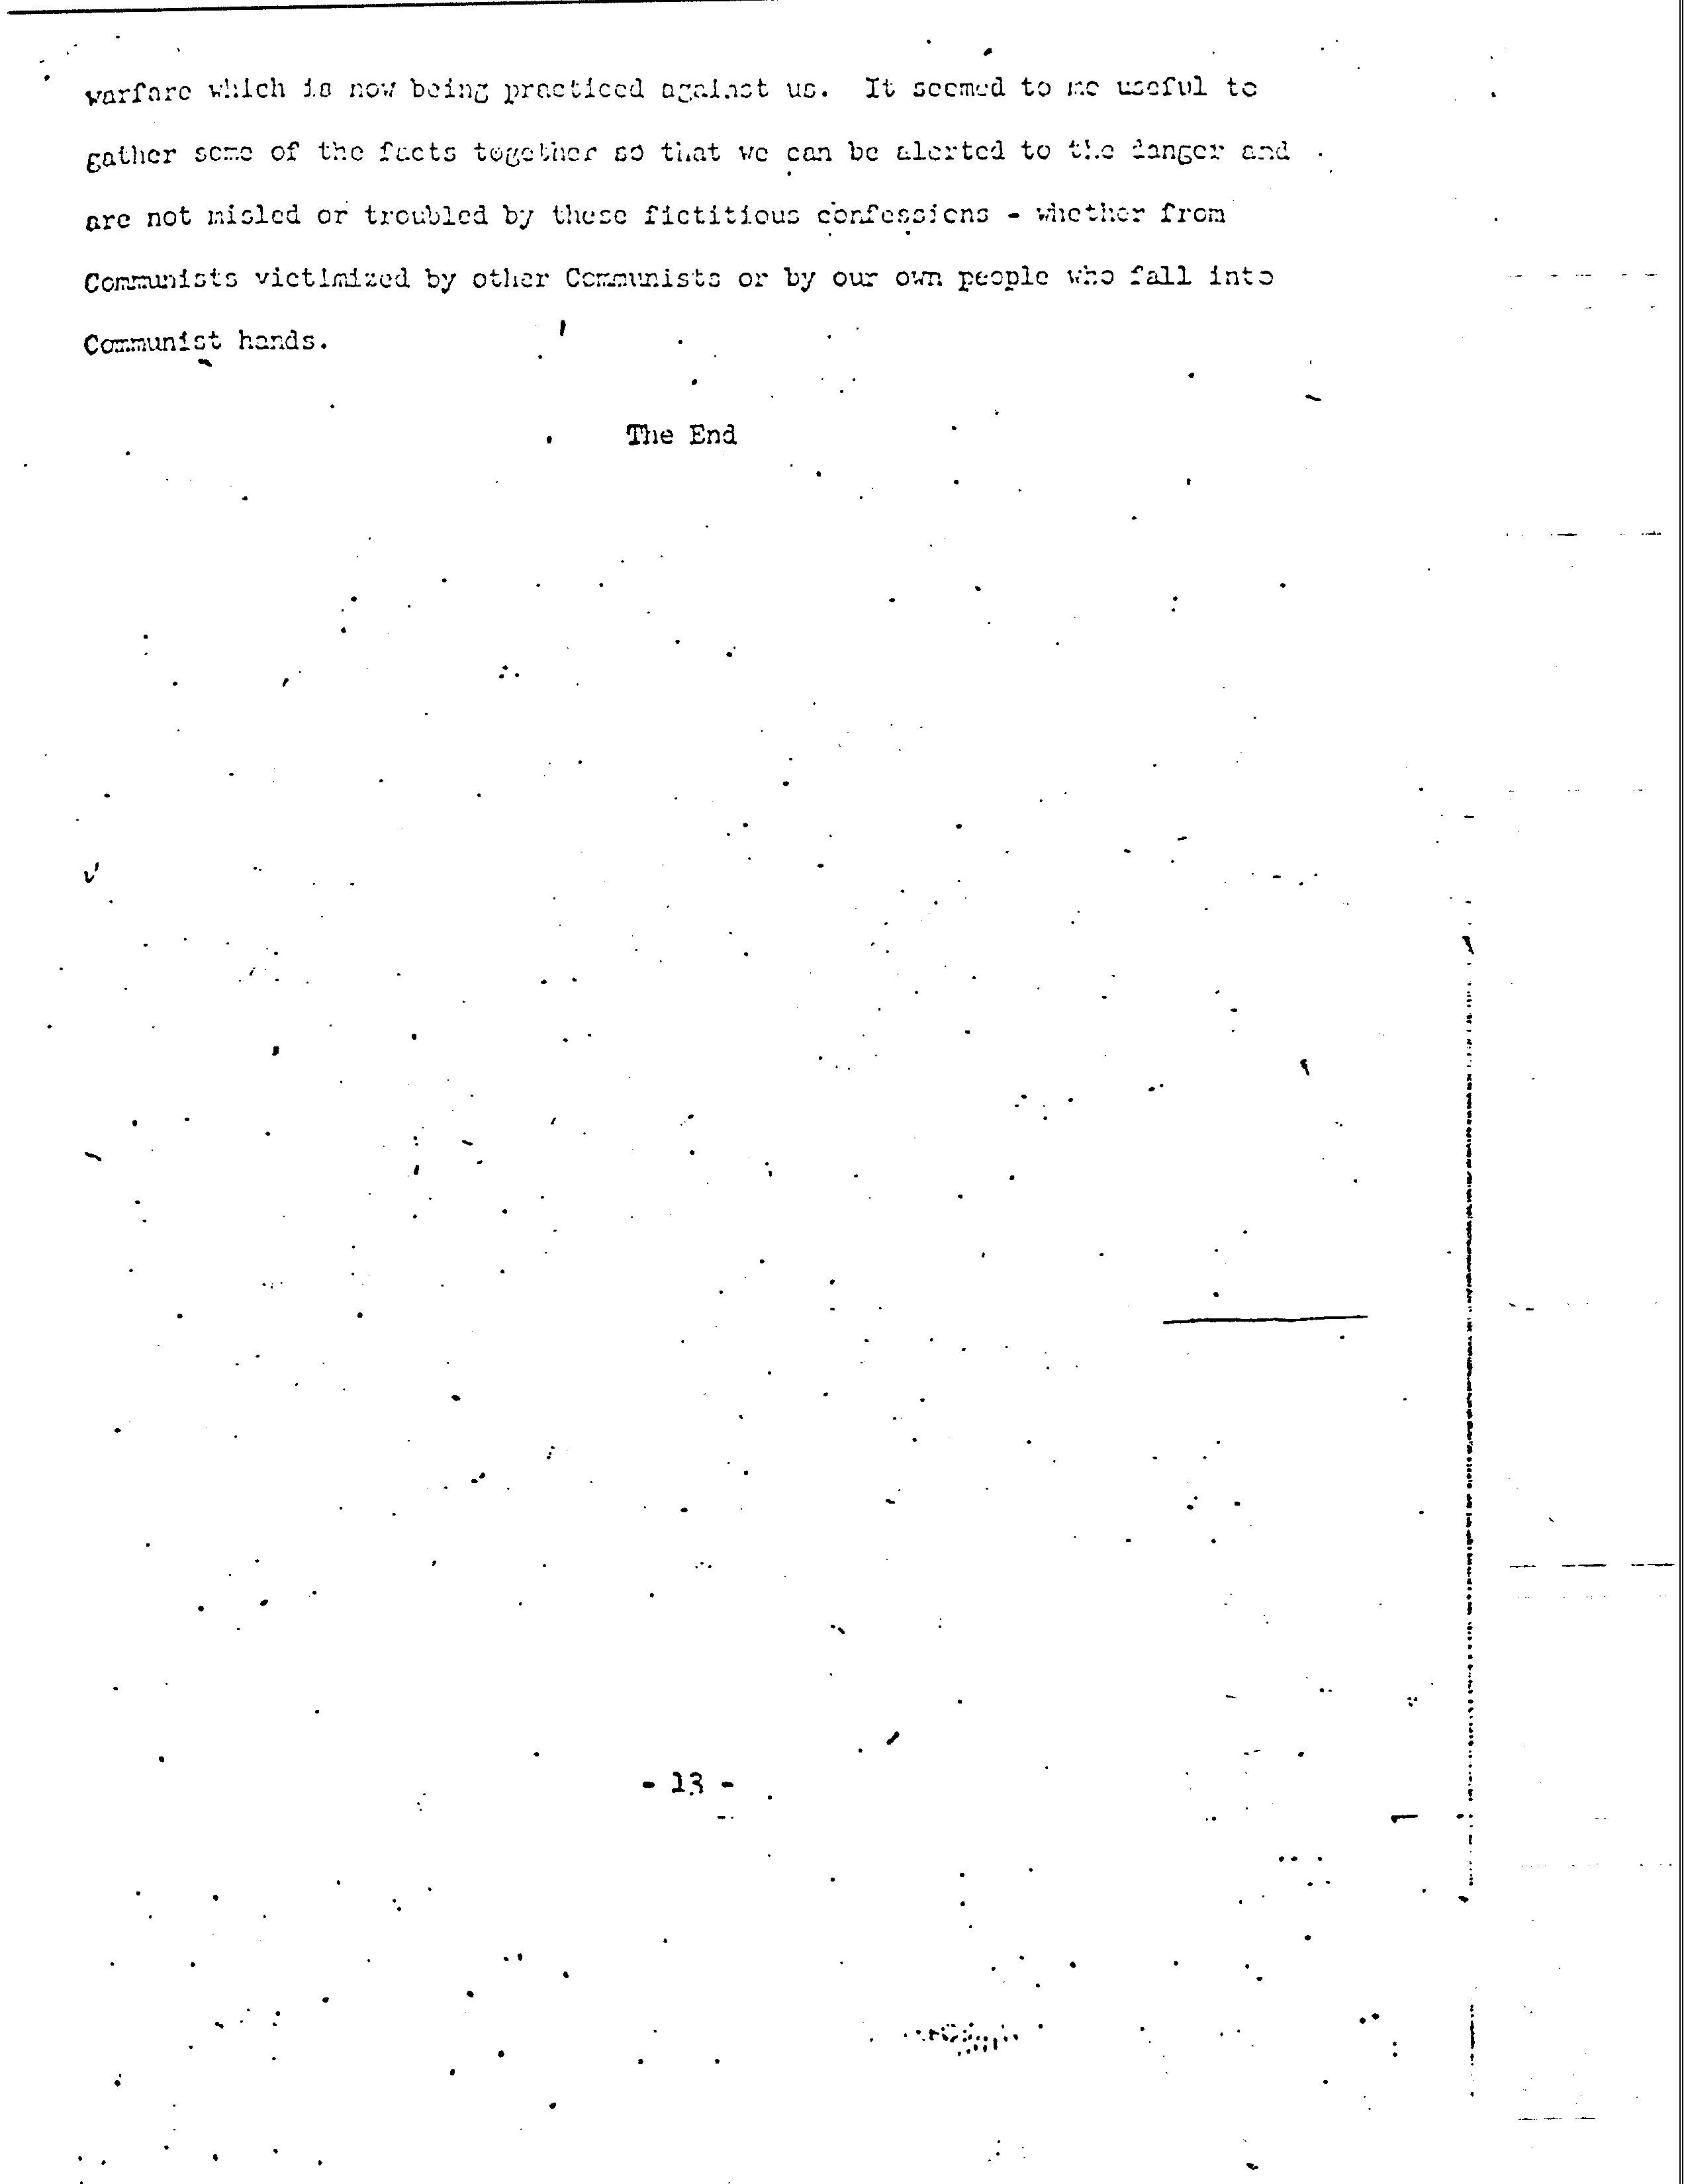 warfare which is now being practiced against us. It seemed to me useful to
gather some of the facts together so that we can be alerted to the danger and
are not misled or troubled by these fictitious confessions - whether from
Communists victimized by other Communists or by our own people who fall into
Communist hands.
The End
- 13 -